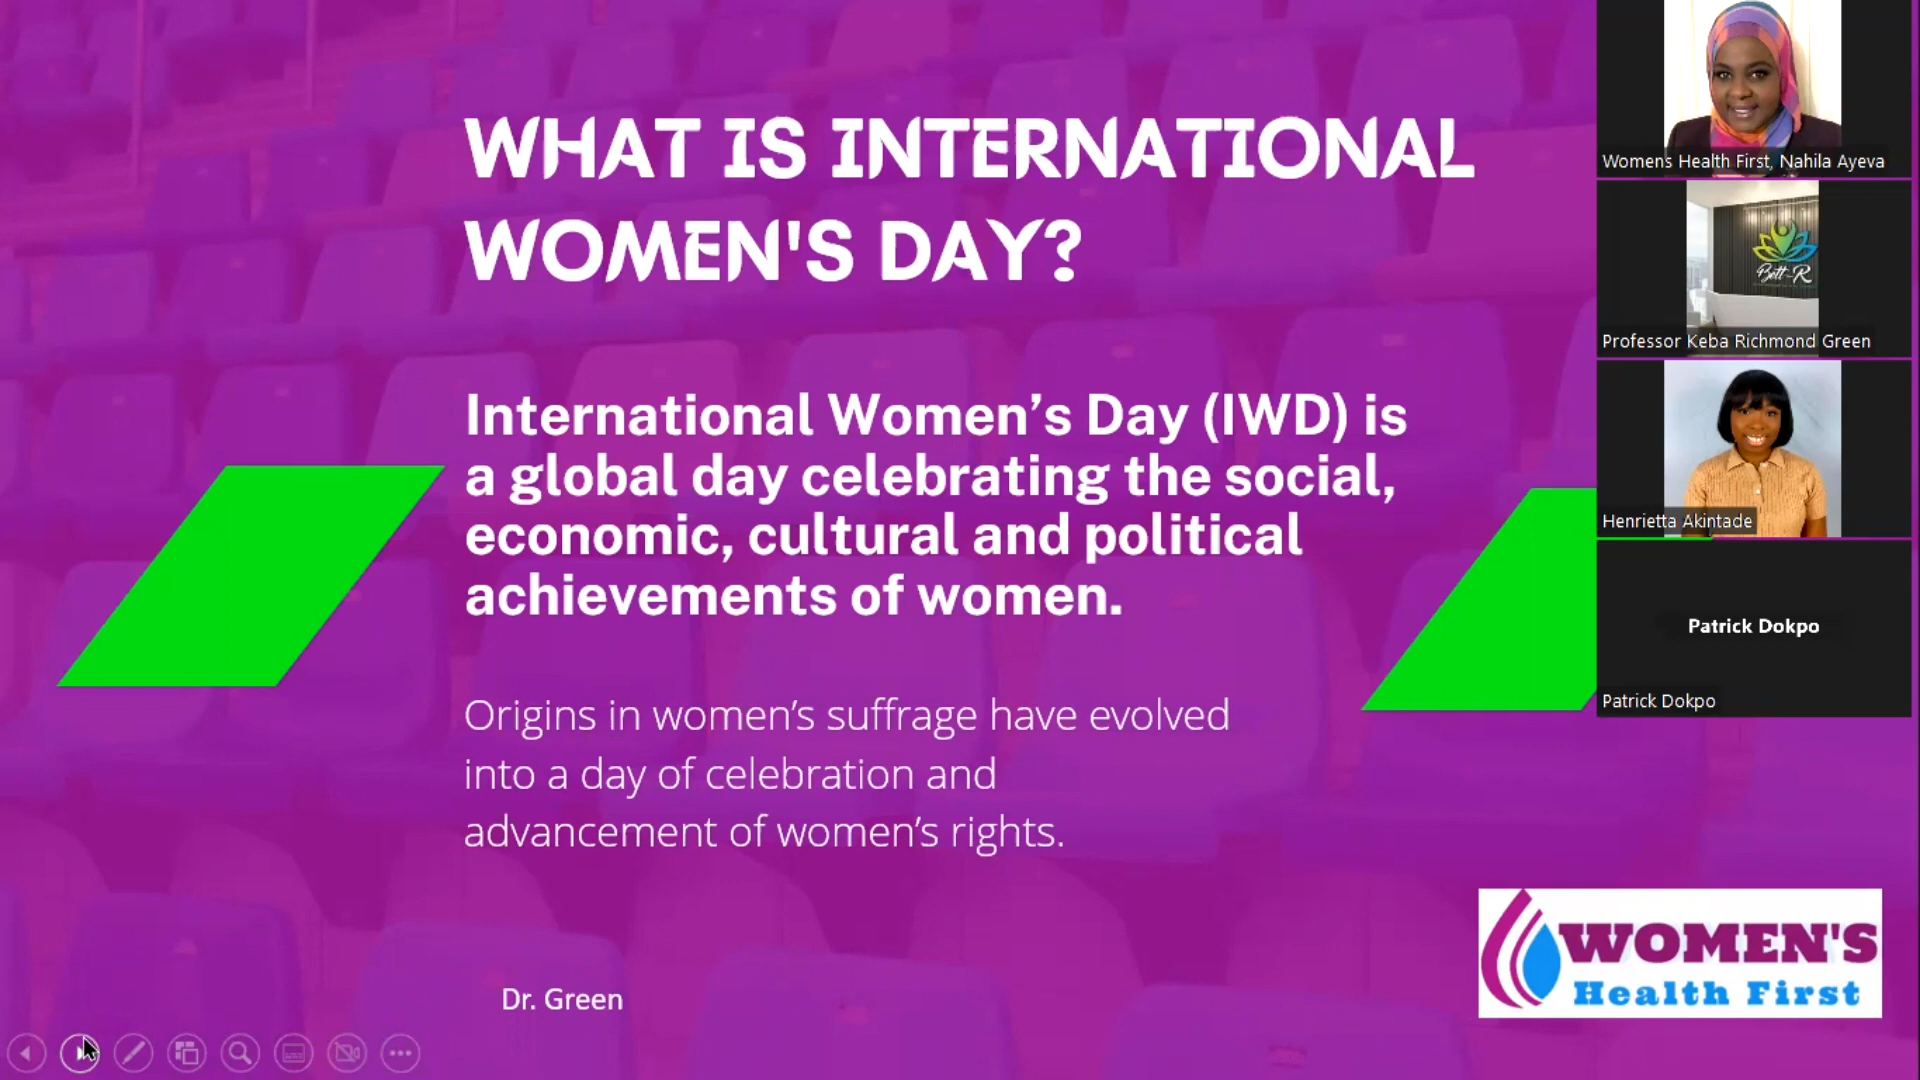 WHAT IS INTERNATIONAL
WOMEN'S DAY?
International Women’s Day (IWD) is
a global day celebrating the social,
economic, cultural and political
achievements of women.
Origins in women’s suffrage have evolved
into a day of celebration and
advancement of women’s rights.
Dr. Green
WOMEN'S
Health First
Womens Health First, Nahila Ayeva
Bett-R
Professor Keba Richmond Green
Henrietta Akintade
Patrick Dokpo
Patrick Dokpo